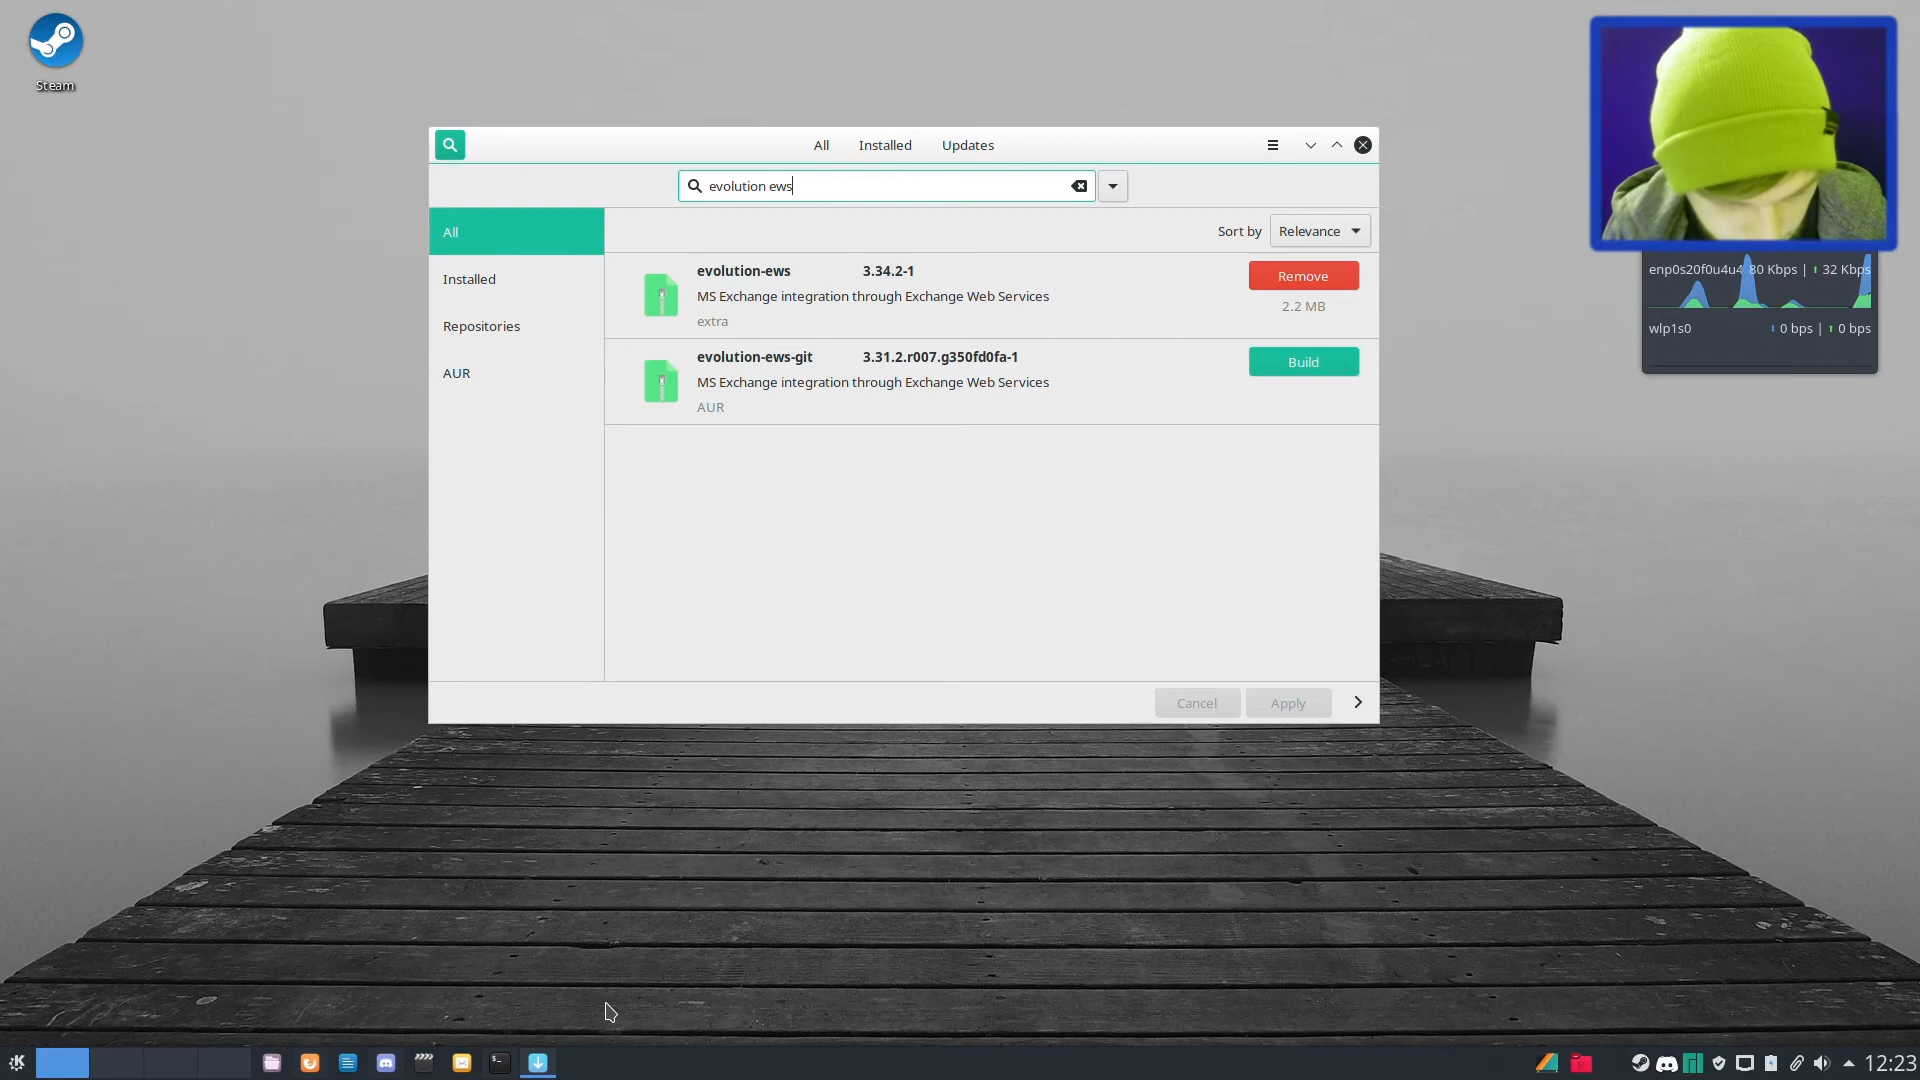 Steam
All
Installed
Updates
evolution ews
All
Sort by
Relevance
Installed
Repositories
AUR
evolution-ews
3.34.2-1
Remove
MS Exchange integration through Exchange Web Services
2.2 MB
extra
evolution-ews-git
3.31.2.r007.g350fd0fa-1
Build
MS Exchange integration through Exchange Web Services
AUR
Cancel
Apply
enp0s20f0u4u4 80 Kbps | 32 Kbps
wlp1s0 0 bps | 0 bps
12:23